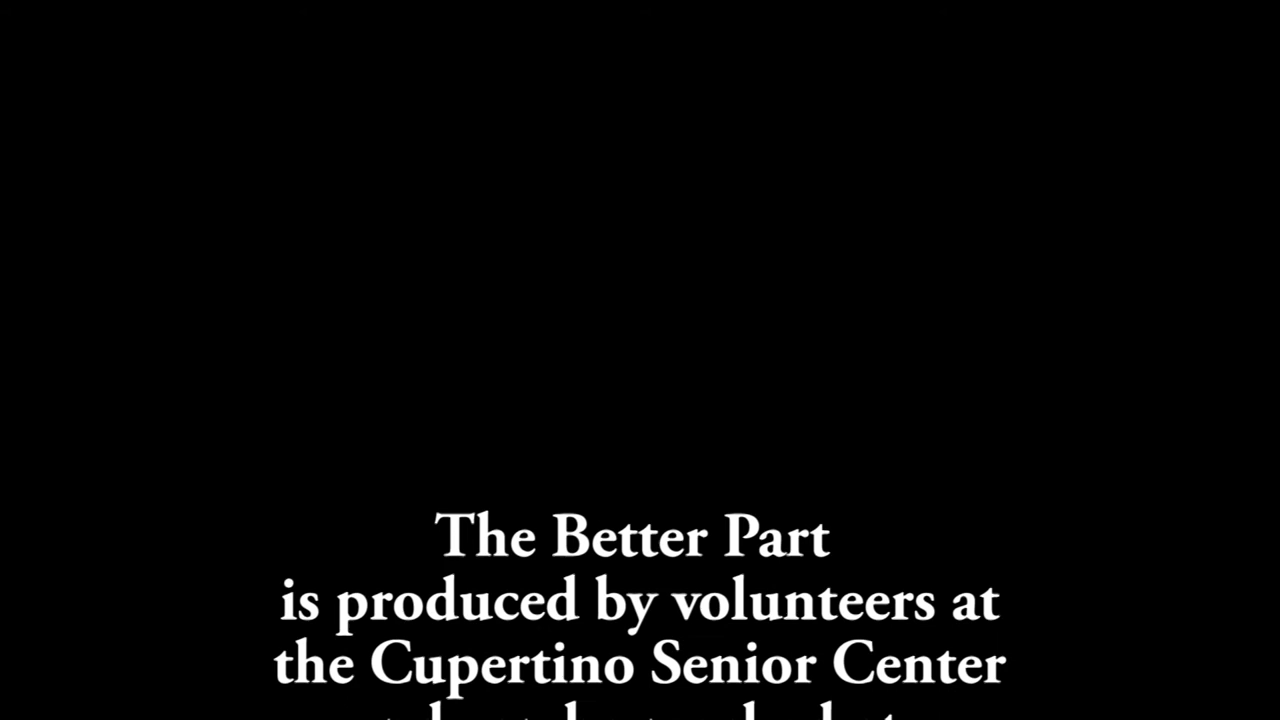 The Better Part
is produced by volunteers at
the Cupertino Senior Center